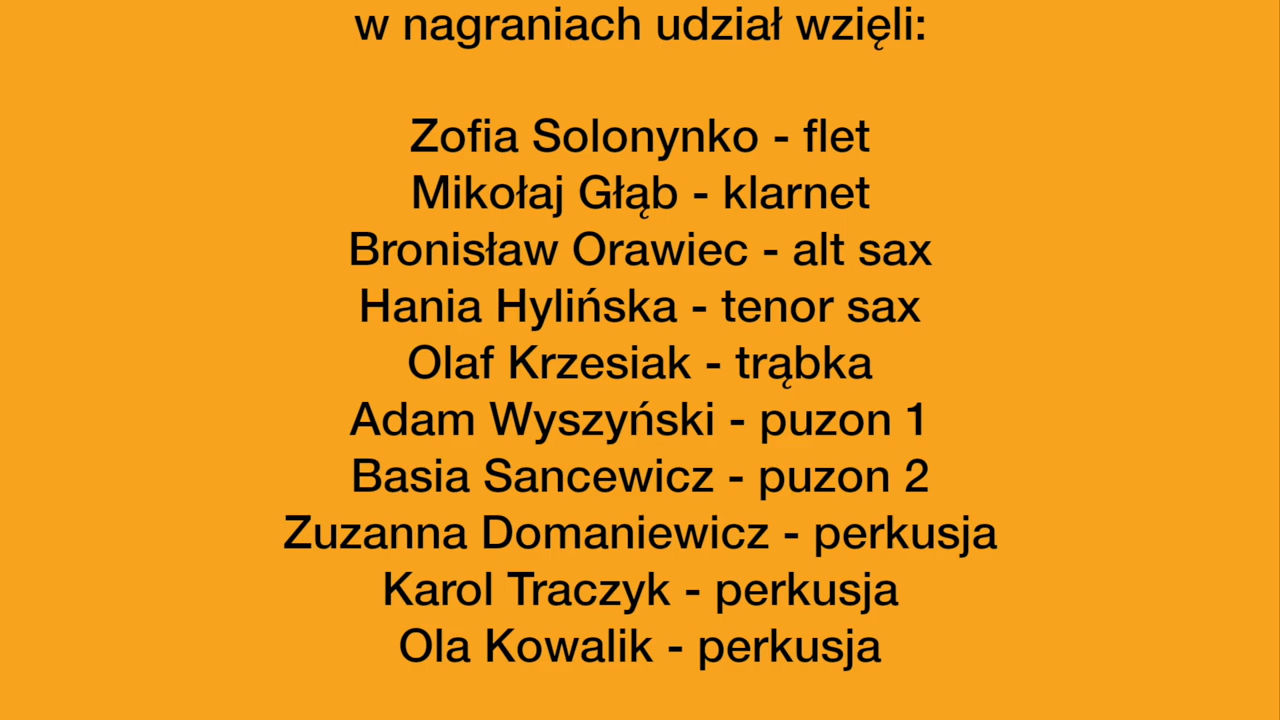 w nagraniach udział wzięli:
Zofia Solonynko - flet
Mikołaj Głąb - klarnet
Bronisław Orawiec - alt sax
Hania Hylińska - tenor sax
Olaf Krzesiak - trąbka
Adam Wyszyński - puzon 1
Basia Sancewicz - puzon 2
Zuzanna Domaniewicz - perkusja
Karol Traczyk - perkusja
Ola Kowalik - perkusja